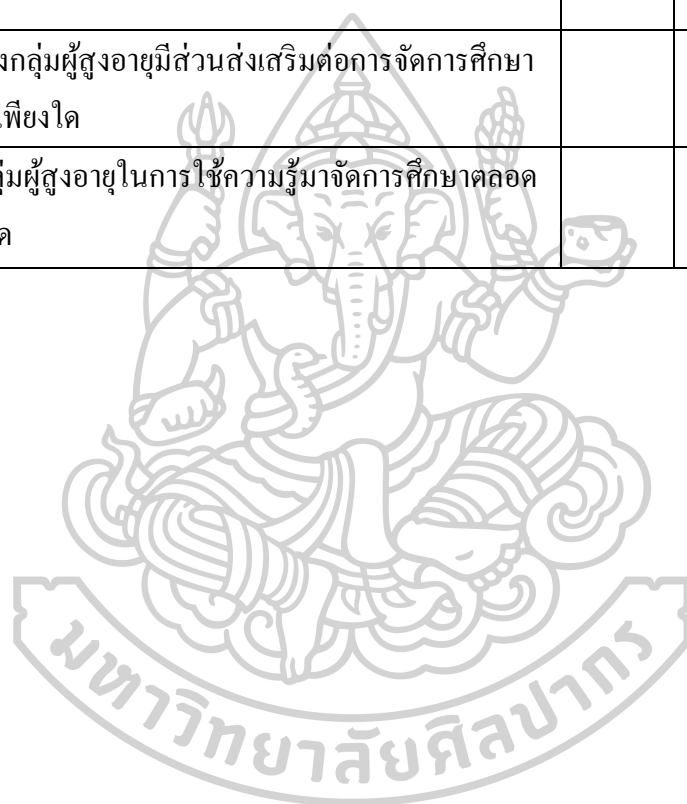 งกลุ่มผู้สูงอายุมีส่วนส่งเสริมต่อการจัดการศึกษา
เพียงใด
ุ่มผู้สูงอายุในการใช้ความรู้มาจัดการศึกษาตลอด
ด
มหาวิทยาลัยศิลปากร